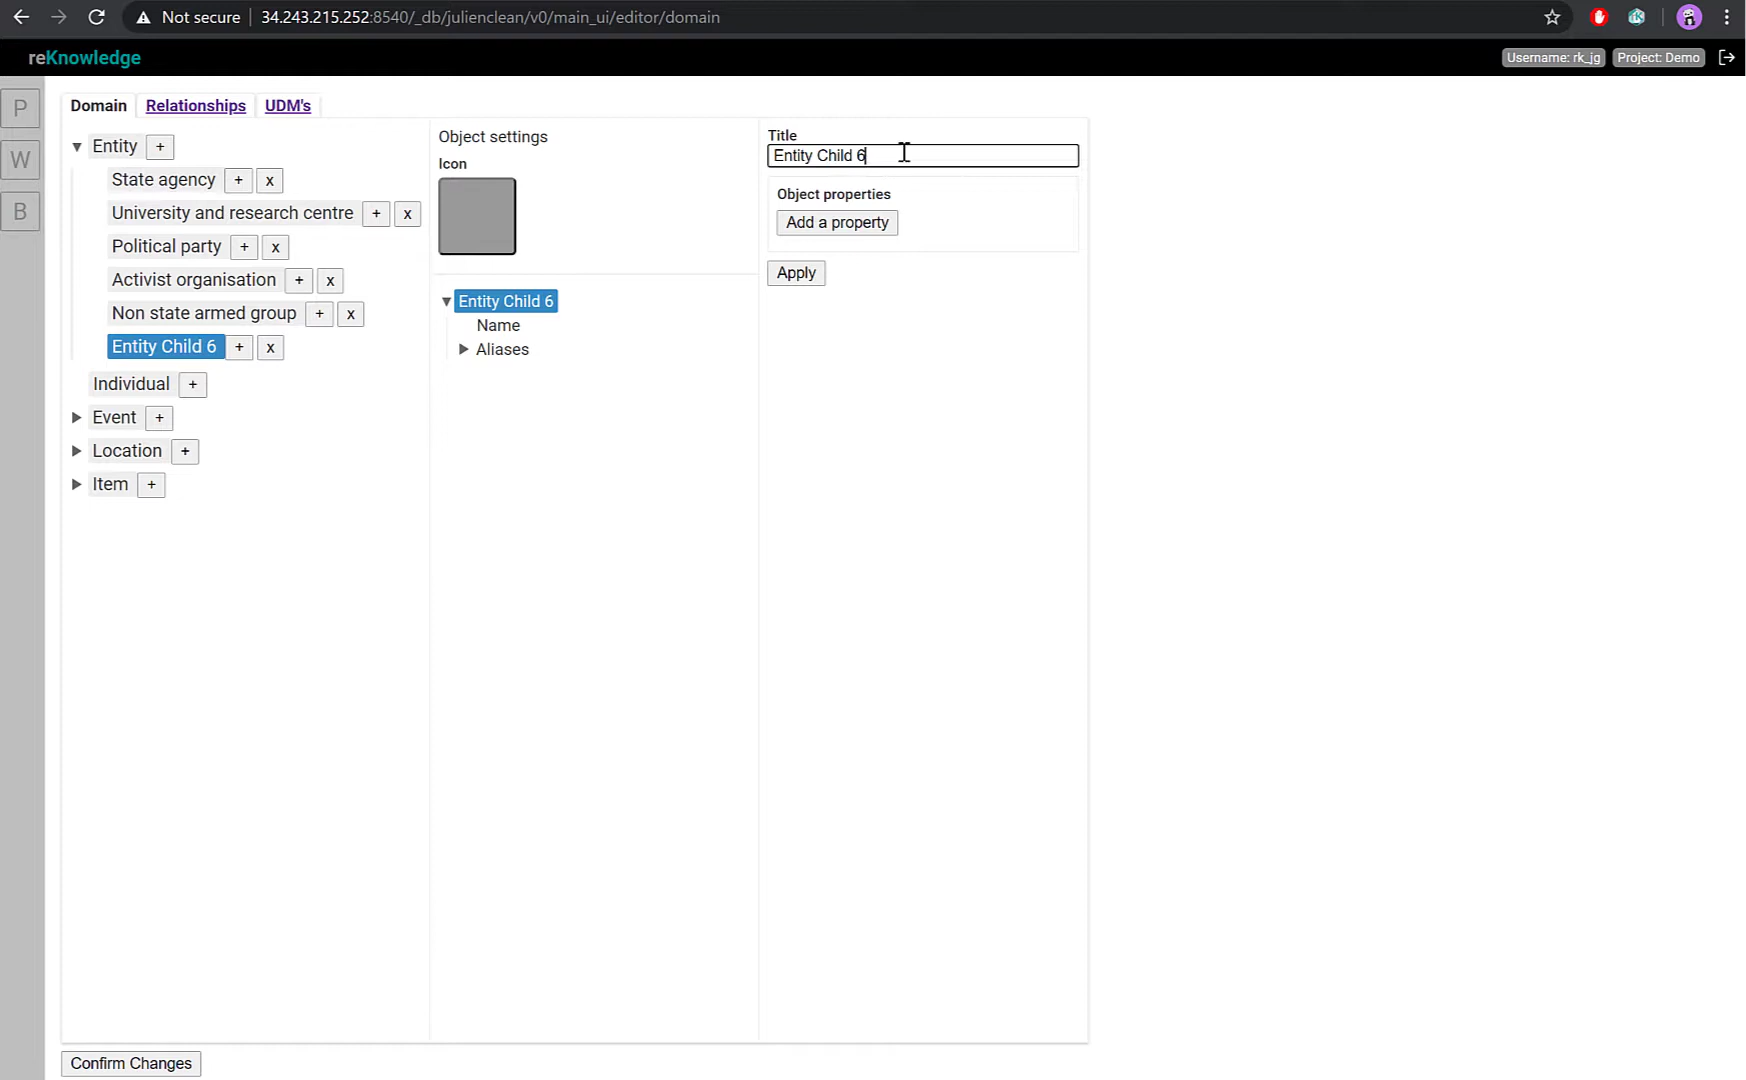 Not secure 34.243.215.252:8540/_db/julienclean/v0/main_ui/editor/domain
reKnowledge
Username: rk_jg Project: Demo
P
W
B
Domain Relationships UDM's
Entity +
State agency + x
University and research centre + x
Political party + x
Activist organisation + x
Non state armed group + x
Entity Child 6 + x
Individual +
Event +
Location +
Item +
Object settings
Icon
Entity Child 6
Name
Aliases
Title
Entity Child 6
Object properties
Add a property
Apply
Confirm Changes